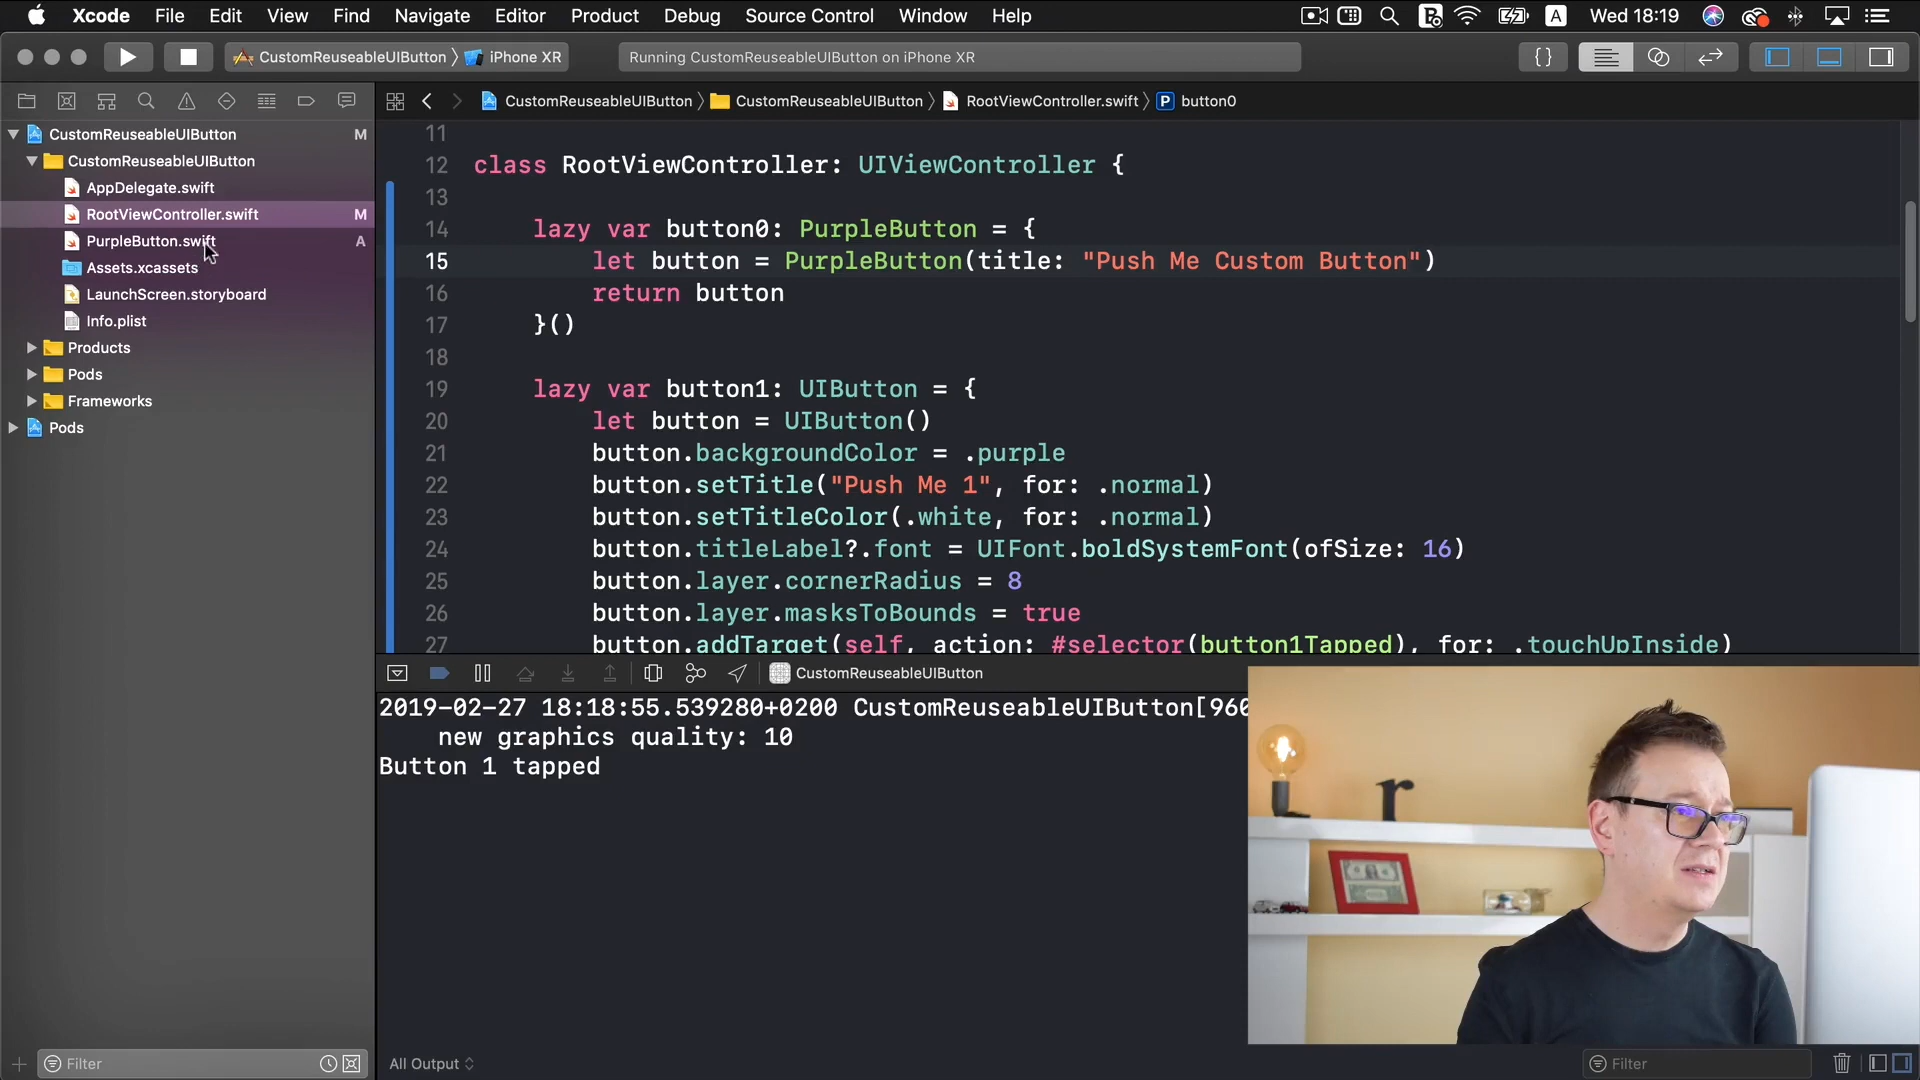 Xcode File Edit View Find Navigate Editor Product Debug Source Control Window Help A Wed 18:19
CustomReuseableUIButton iPhone XR Running CustomReuseableUIButton on iPhone XR { }
CustomReuseableUIButton CustomReuseableUIButton RootViewController.swift P button0
CustomReuseableUIButton M
CustomReuseableUIButton
AppDelegate.swift
RootViewController.swift M
PurpleButton.swift A
Assets.xcassets
LaunchScreen.storyboard
Info.plist
Products
Pods
Frameworks
Pods
Filter
11
12 class RootViewController: UIViewController {
13
14 lazy var button0: PurpleButton = {
15 let button = PurpleButton(title: "Push Me Custom Button")
16 return button
17 }()
18
19 lazy var button1: UIButton = {
20 let button = UIButton()
21 button.backgroundColor = .purple
22 button.setTitle("Push Me 1", for: .normal)
23 button.setTitleColor(.white, for: .normal)
24 button.titleLabel?.font = UIFont.boldSystemFont(ofSize: 16)
25 button.layer.cornerRadius = 8
26 button.layer.masksToBounds = true
27 button.addTarget(self, action: #selector(button1Tapped), for: .touchUpInside)
CustomReuseableUIButton
2019-02-27 18:18:55.539280+0200 CustomReuseableUIButton[960
new graphics quality: 10
Button 1 tapped
r
All Output
Filter